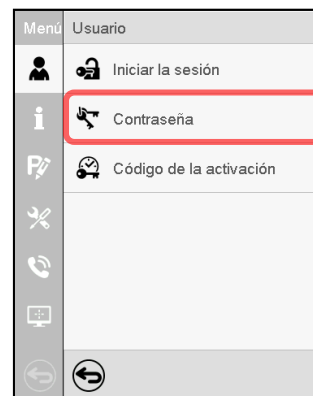 Menú Usuario
Iniciar la sesión
Contraseña
Código de la activación